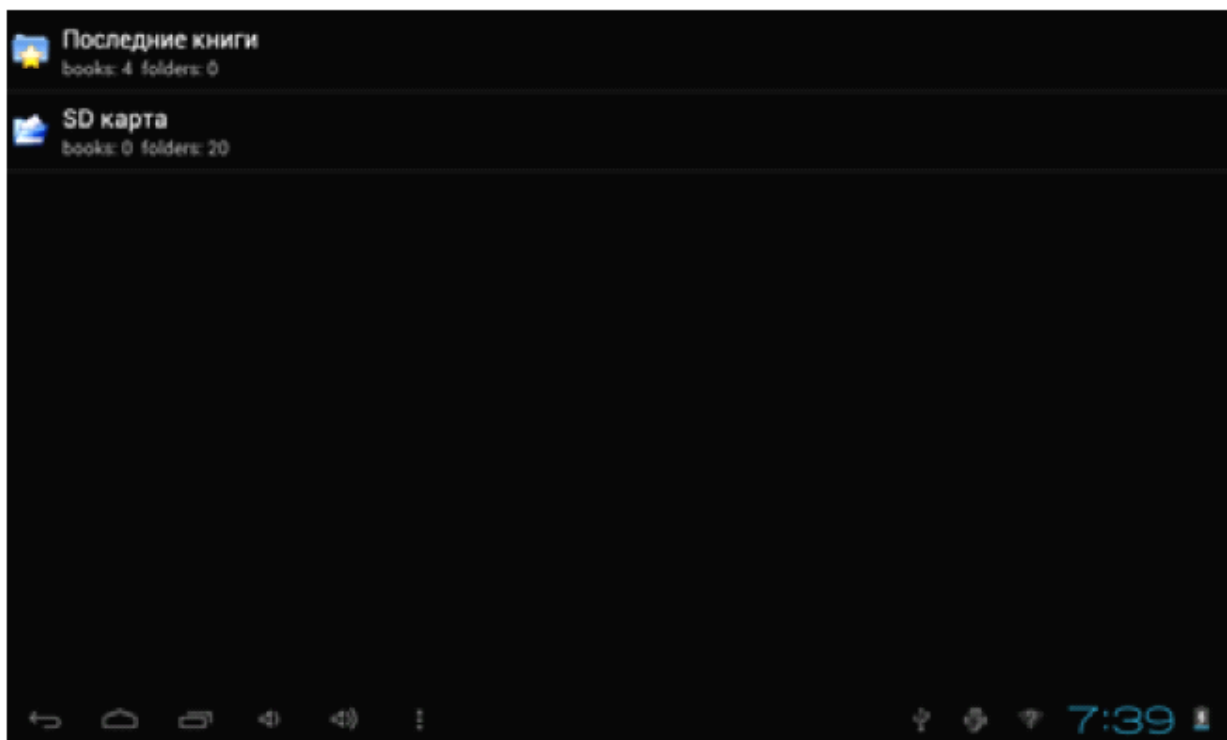 Последние книги
books: 4 folders: 0
SD карта
books: 0 folders: 20
7:39